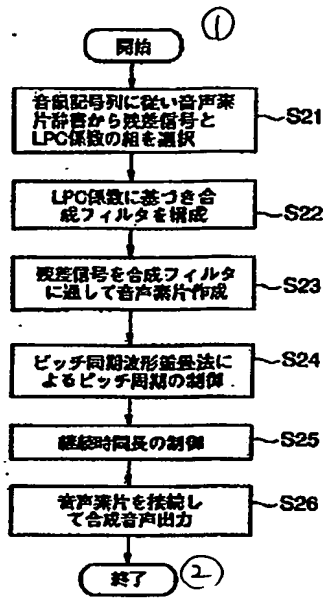 ①
開始
音韻記号列に従い音声素
片辞書から残差信号と
LPC係数の組を選択
S21
LPC係数に基づき合
成フィルタを構成
S22
残差信号を合成フィルタ
に通して音声素片作成
S23
ピッチ同期波形重畳法に
よるピッチ周期の制御
S24
継続時間長の制御
S25
音声素片を接続し
て合成音声出力
S26
終了
②